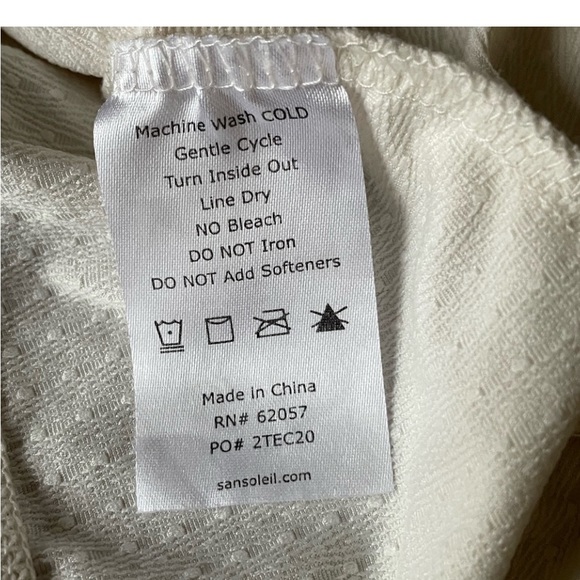 Machine Wash COLD
Gentle Cycle
Turn Inside Out
Line Dry
NO Bleach
DO NOT Iron
DO NOT Add Softeners
Made in China
RN# 62057
PO# 2TEC20
sansoleil.com